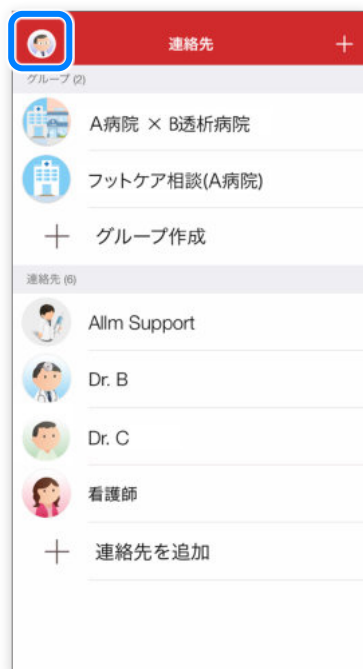 連絡先
グループ (2)
A病院 × B透析病院
フットケア相談(A病院)
グループ作成
連絡先 (6)
Allm Support
Dr. B
Dr. C
看護師
連絡先を追加